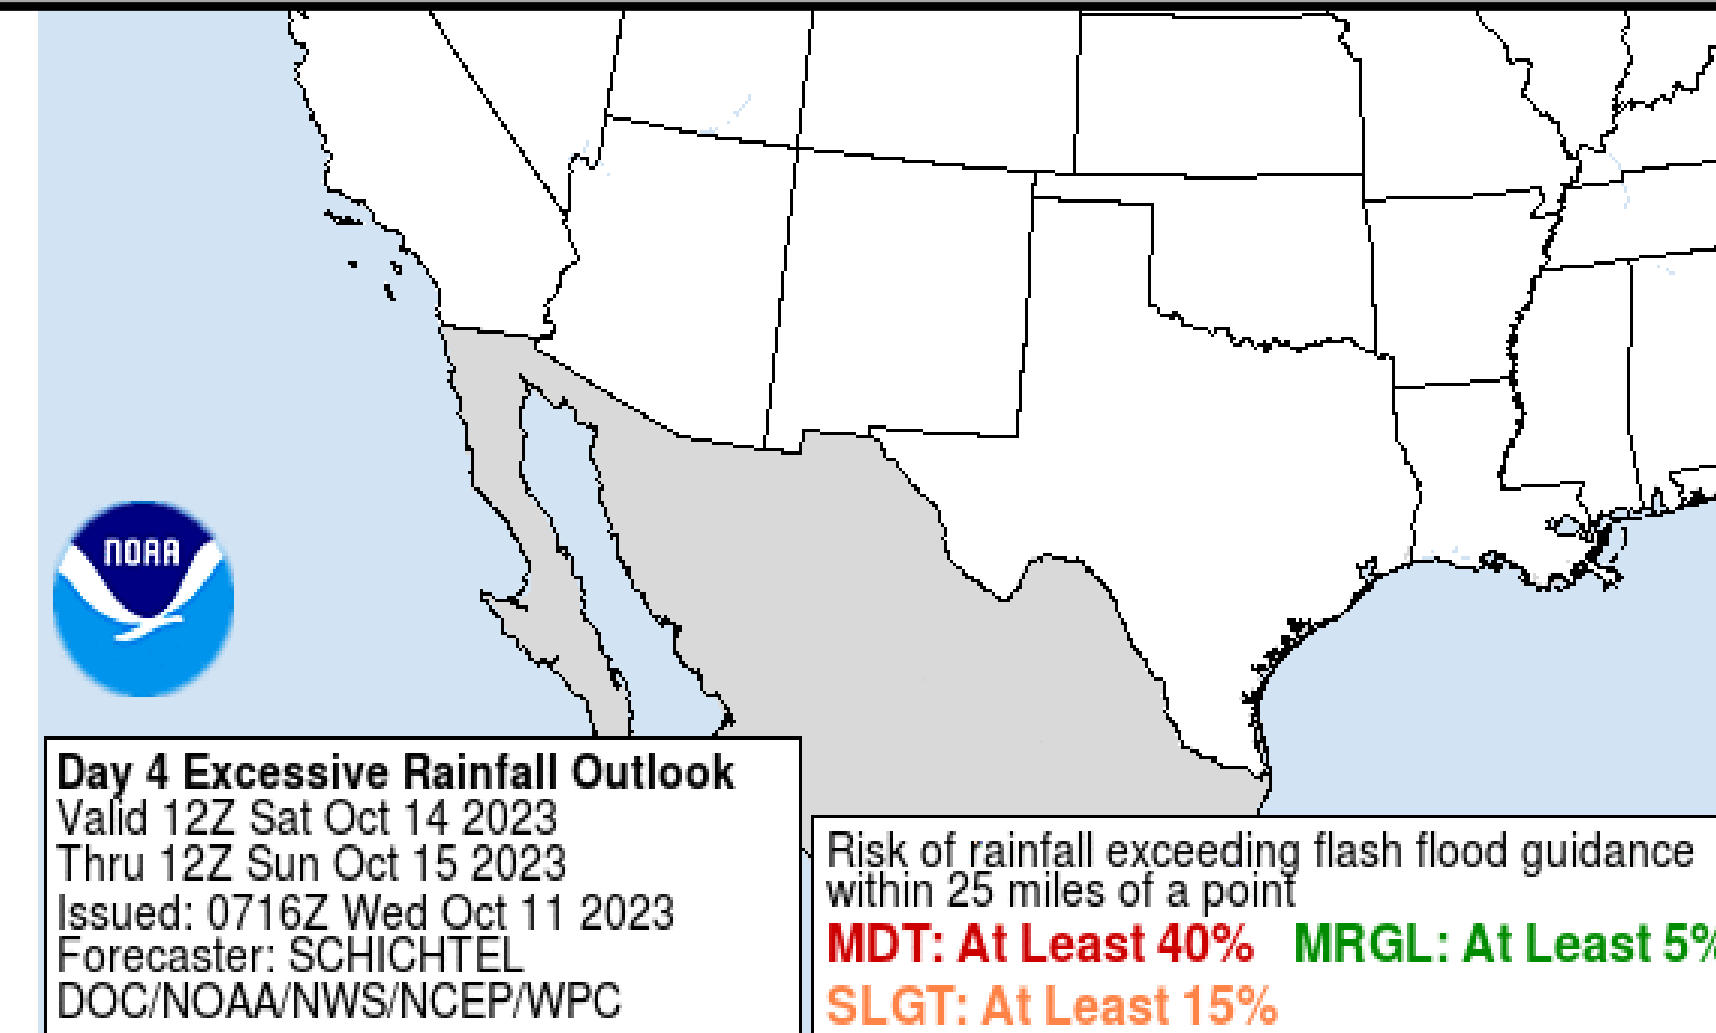 NOAA
Day 4 Excessive Rainfall Outlook
Valid 12Z Sat Oct 14 2023
Thru 12Z Sun Oct 15 2023
Issued: 0716Z Wed Oct 11 2023
Forecaster: SCHICHTEL
DOC/NOAA/NWS/NCEP/WPC
Risk of rainfall exceeding flash flood guidance
within 25 miles of a point
MDT: At Least 40% MRGL: At Least 5%
SLGT: At Least 15%